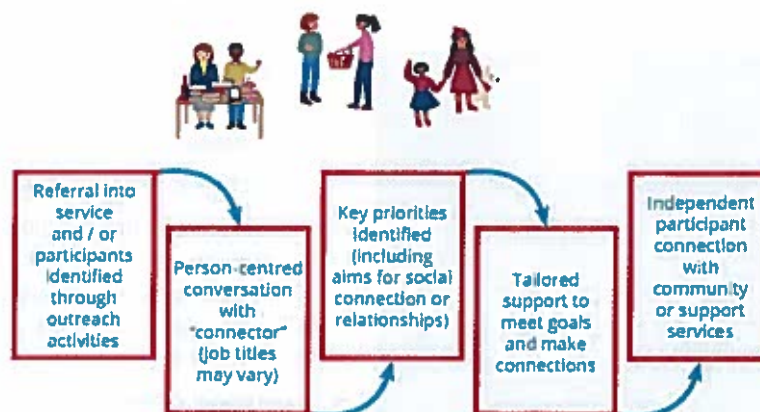 Referral into
service
and / or
participants
identified
through
outreach
activities
Person-centred
conversation
with
"connector"
(job titles
may vary)
Key priorities
identified
(including
aims for social
connection or
relationships)
Tailored
support to
meet goals
and make
connections
Independent
participant
connection
with
community
or support
services